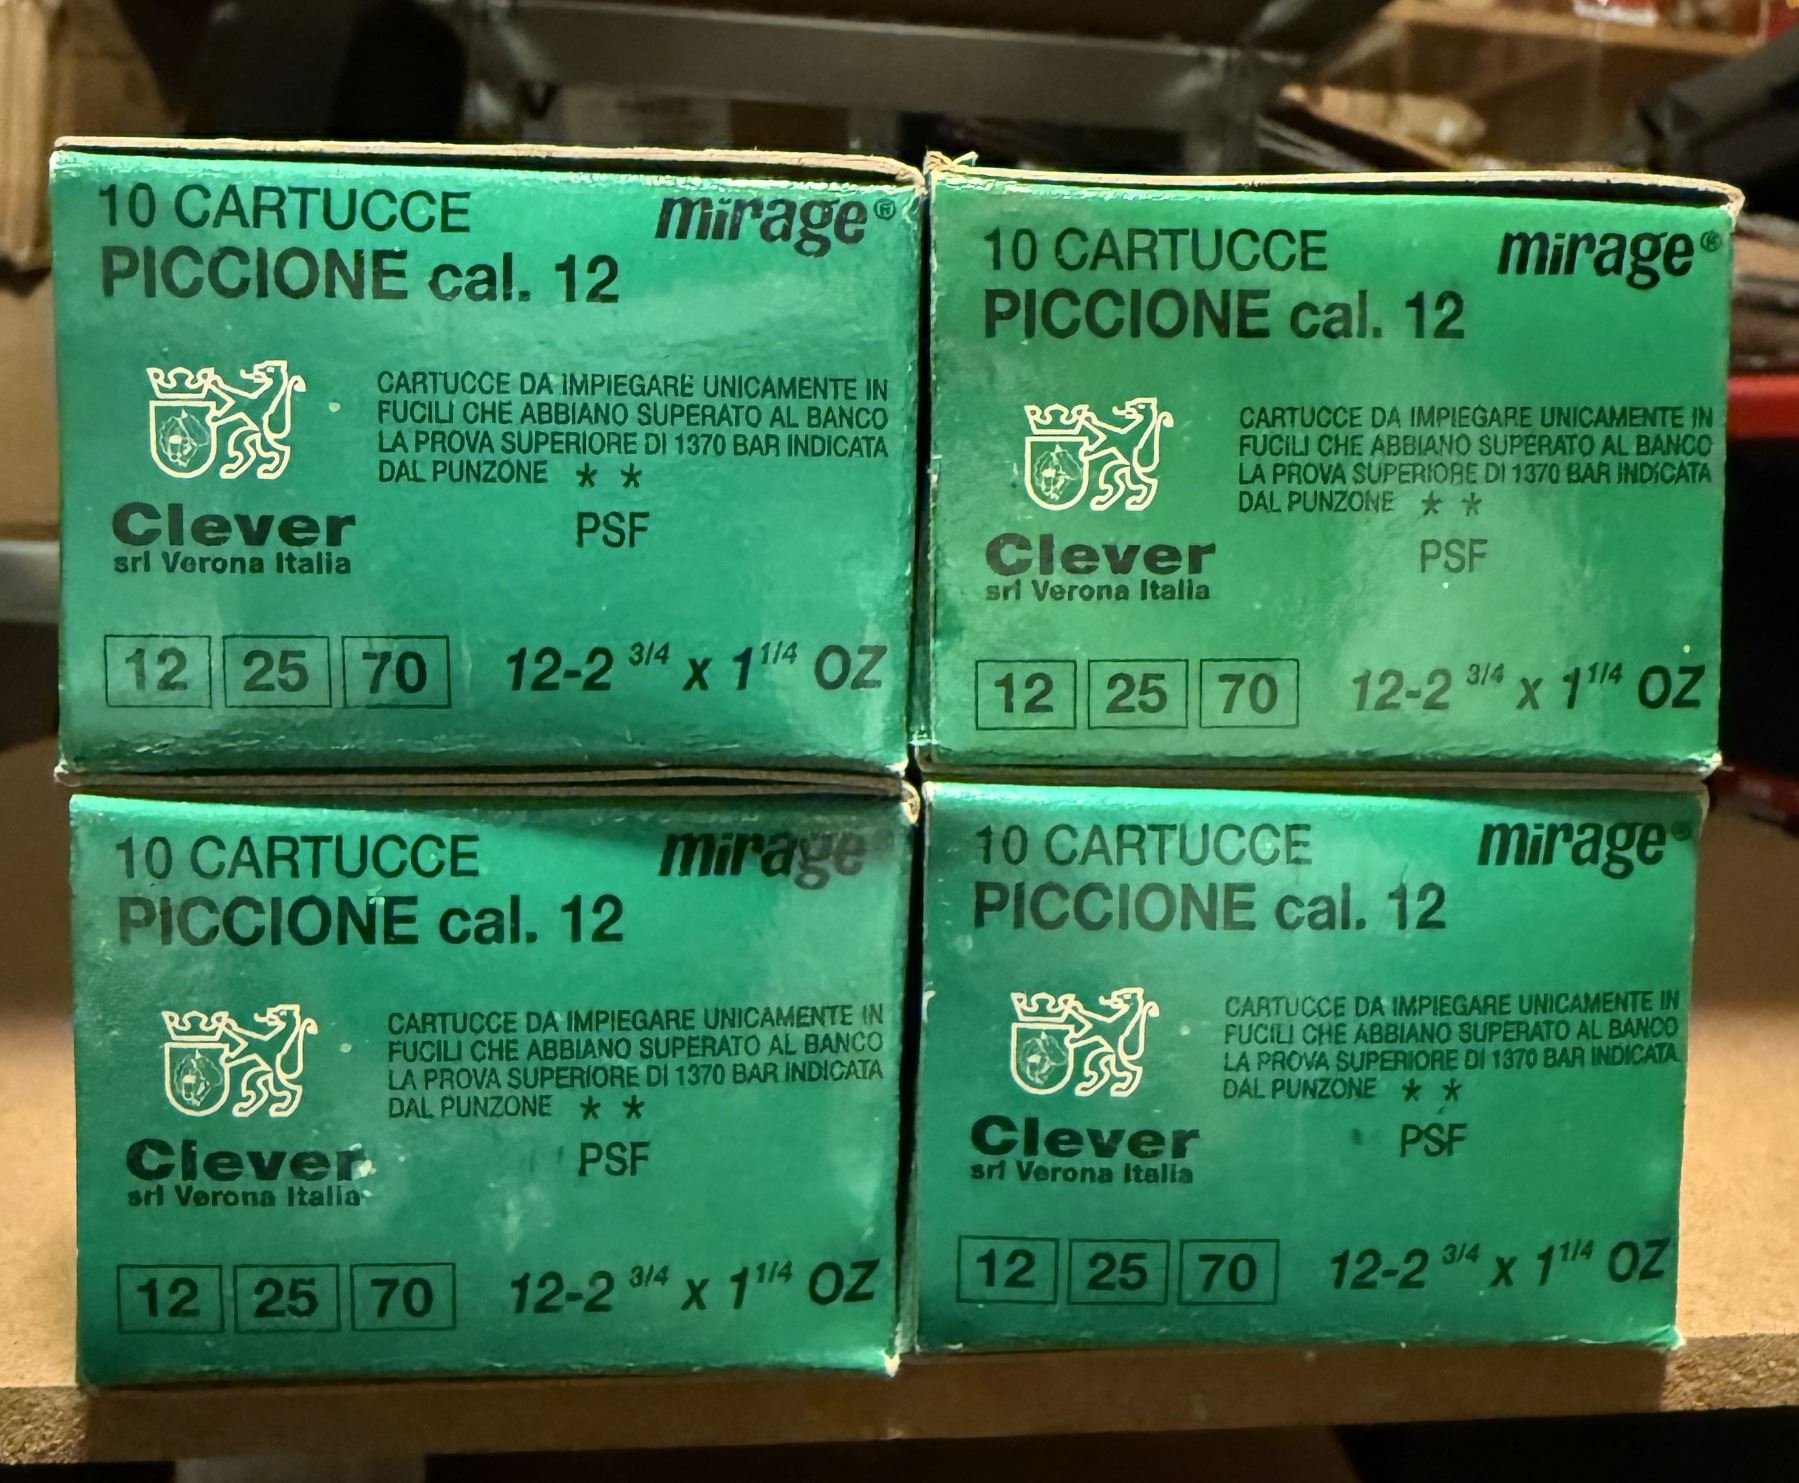 10 CARTUCCE mirage®
PICCIONE cal. 12
CARTUCCE DA IMPIEGARE UNICAMENTE IN
FUCILI CHE ABBIANO SUPERATO AL BANCO
LA PROVA SUPERIORE DI 1370 BAR INDICATA
DAL PUNZONE * *
PSF
Clever
srl Verona Italia
12 25 70 12-2 3/4 x 1 1/4 OZ
10 CARTUCCE mirage®
PICCIONE cal. 12
CARTUCCE DA IMPIEGARE UNICAMENTE IN
FUCILI CHE ABBIANO SUPERATO AL BANCO
LA PROVA SUPERIORE DI 1370 BAR INDICATA
DAL PUNZONE * *
PSF
Clever
srl Verona Italia
12 25 70 12-2 3/4 x 1 1/4 OZ
10 CARTUCCE mirage
PICCIONE cal. 12
CARTUCCE DA IMPIEGARE UNICAMENTE IN
FUCILI CHE ABBIANO SUPERATO AL BANCO
LA PROVA SUPERIORE DI 1370 BAR INDICATA
DAL PUNZONE * *
PSF
Clever
srl Verona Italia
12 25 70 12-2 3/4 x 1 1/4 OZ
10 CARTUCCE mirage®
PICCIONE cal. 12
CARTUCCE DA IMPIEGARE UNICAMENTE IN
FUCILI CHE ABBIANO SUPERATO AL BANCO
LA PROVA SUPERIORE DI 1370 BAR INDICATA
DAL PUNZONE * *
PSF
Clever
srl Verona Italia
12 25 70 12-2 3/4 x 1 1/4 OZ